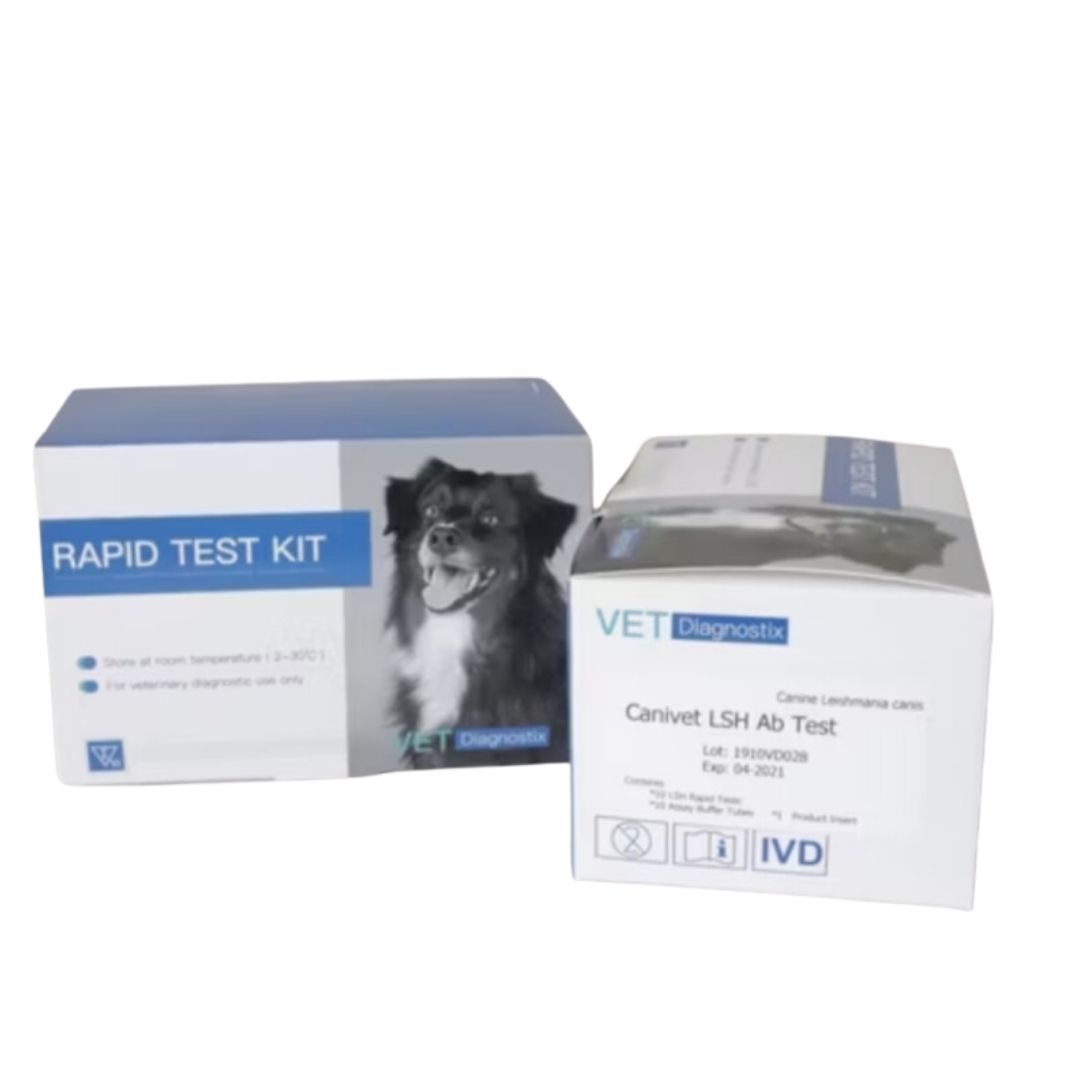 RAPID TEST KIT
Store at room temperature ( 2~30℃ )
For veterinary diagnostic use only
VET Diagnostix
VET Diagnostix
Canine Leishmania canis
Canivet LSH Ab Test
Lot: 1910VD028
Exp: 04-2021
Contents
*10 LSH Rapid Tests
*10 Assay Buffer Tubes *1 Product Insert
IVD